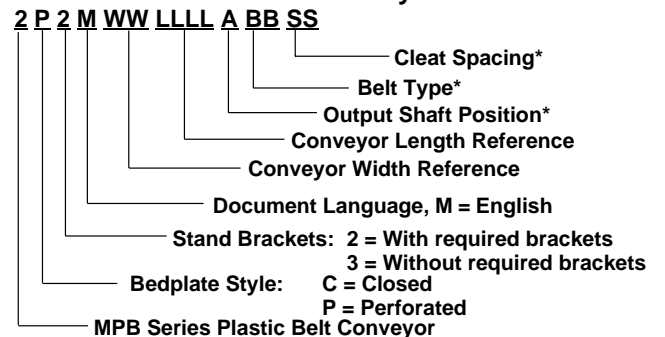 2 P 2 M WW LLLL A BB SS
Cleat Spacing*
Belt Type*
Output Shaft Position*
Conveyor Length Reference
Conveyor Width Reference
Document Language, M = English
Stand Brackets: 2 = With required brackets
3 = Without required brackets
Bedplate Style: C = Closed
P = Perforated
MPB Series Plastic Belt Conveyor